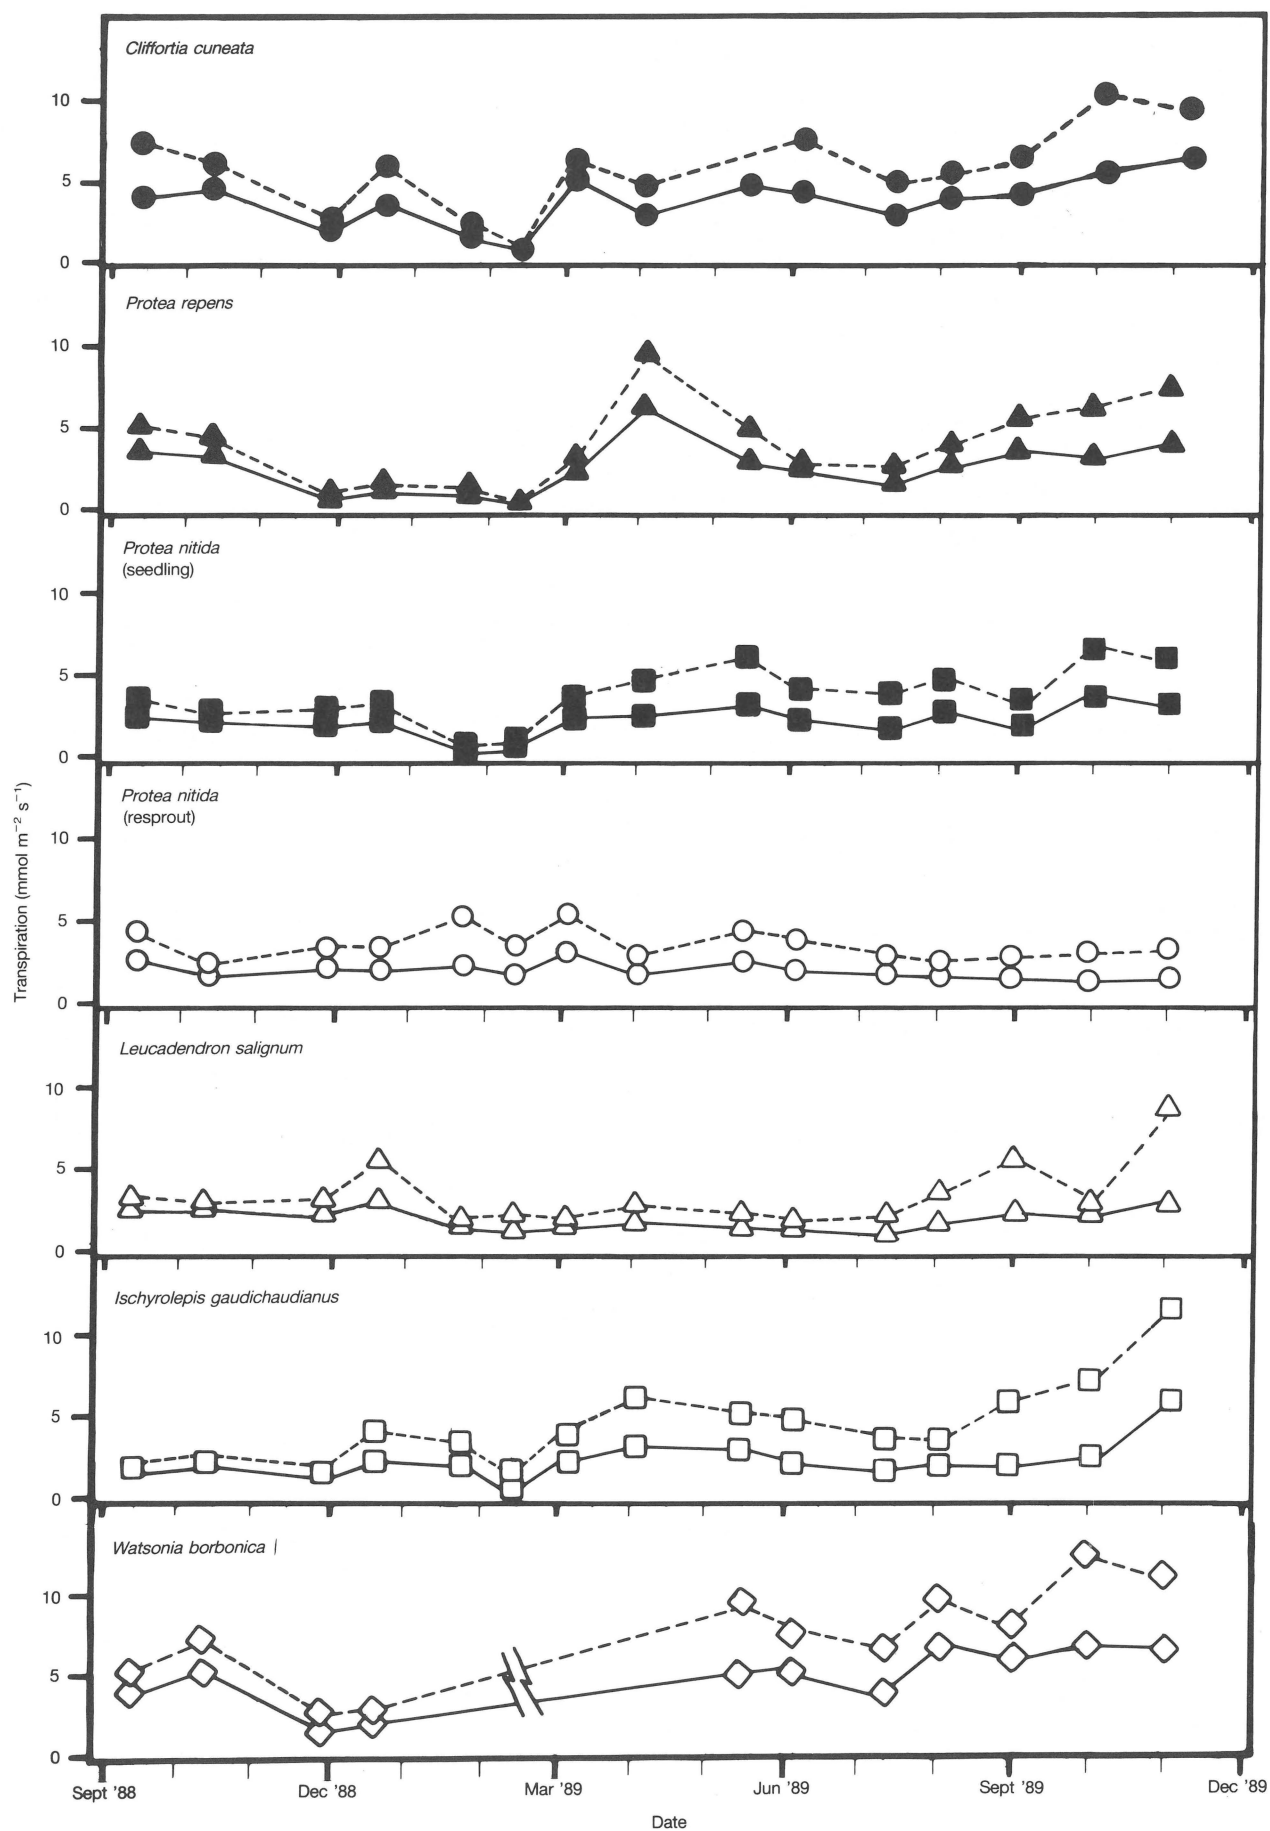 Cliffortia cuneata
10
5
0
Protea repens
10
5
0
Protea nitida
(seedling)
10
5
0
Protea nitida
(resprout)
10
5
0
Transpiration (mmol m⁻² s⁻¹)
Leucadendron salignum
10
5
0
Ischyrolepis gaudichaudianus
10
5
0
Watsonia borbonica
10
5
0
Sept '88 Dec '88 Mar '89 Jun '89 Sept '89 Dec '89
Date